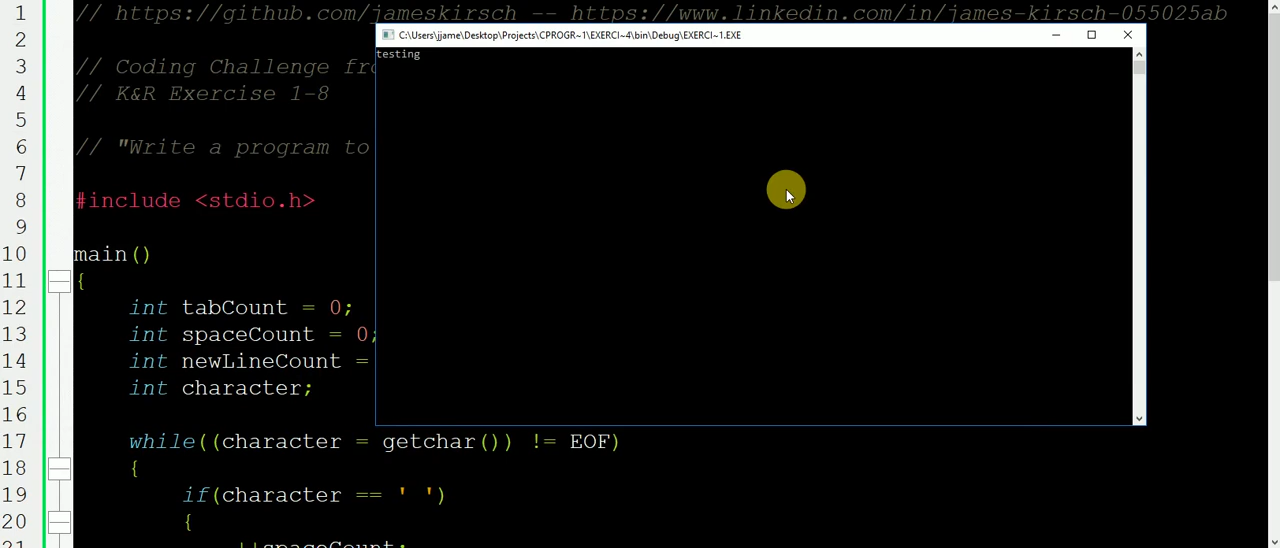 1 // https://github.com/jameskirsch -- https://www.linkedin.com/in/james-kirsch-055025ab
C:\Users\jjame\Desktop\Projects\CPROGR~1\EXERCI~4\bin\Debug\EXERCI~1.EXE
testing
2
3 // Coding Challenge
4 // K&R Exercise 1-8
5
6 // "Write a program to
7
8 #include <stdio.h>
9
10 main()
11 {
12 int tabCount = 0;
13 int spaceCount = 0;
14 int newLineCount =
15 int character;
16
17 while((character = getchar()) != EOF)
18 {
19 if(character == ' ')
20 {
21 ++spaceCount;